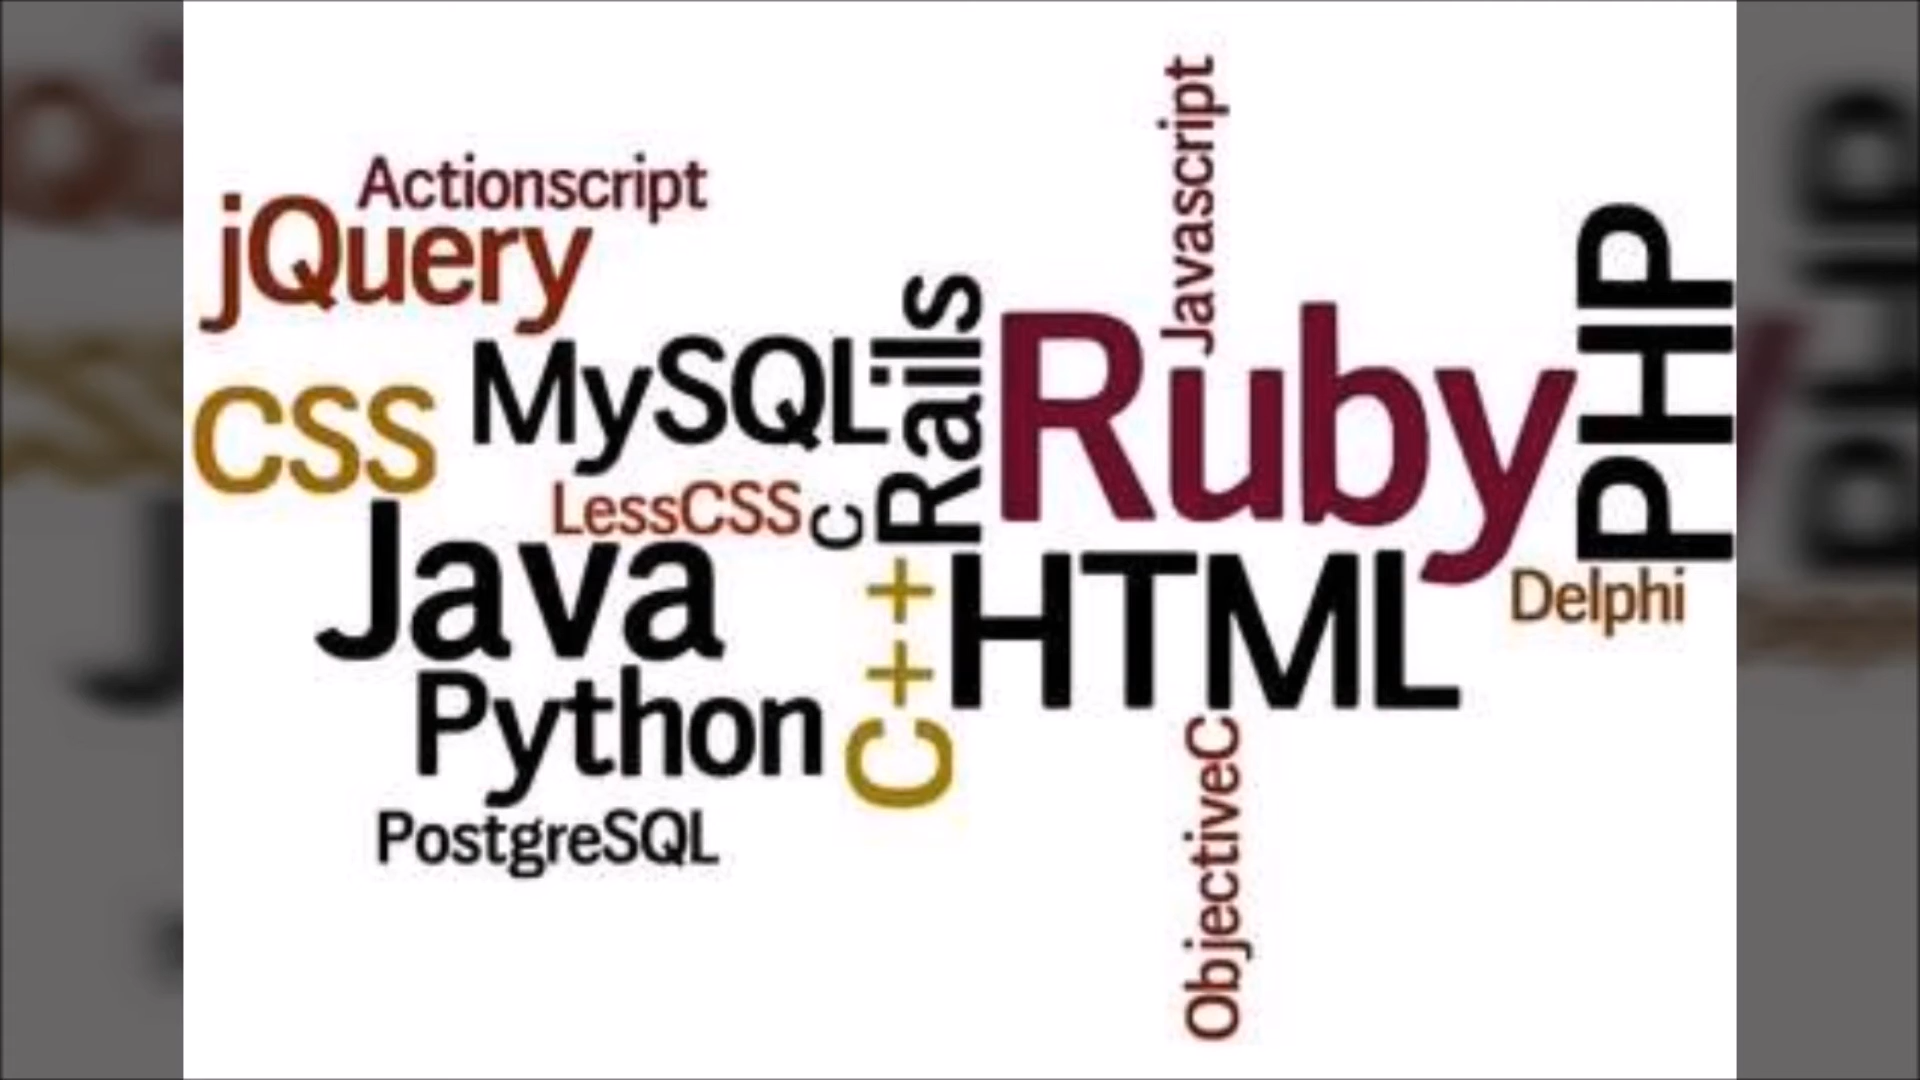 Javascript
Actionscript
jQuery
PHP
Rails
Ruby
MySQL
CSS
LessCSS
C
Java
HTML
C++
Delphi
Python
PostgreSQL
ObjectiveC